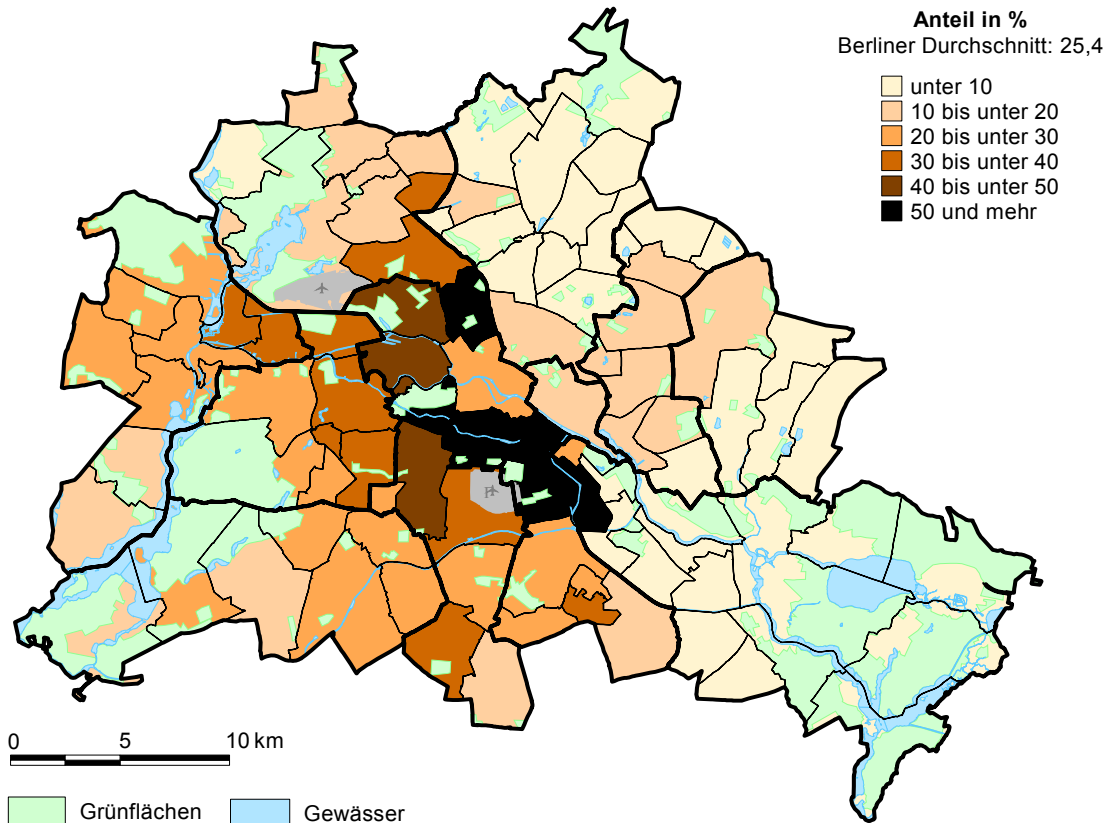 Anteil in %
Berliner Durchschnitt: 25,4
unter 10
10 bis unter 20
20 bis unter 30
30 bis unter 40
40 bis unter 50
50 und mehr
0 5 10 km
Grünflächen Gewässer